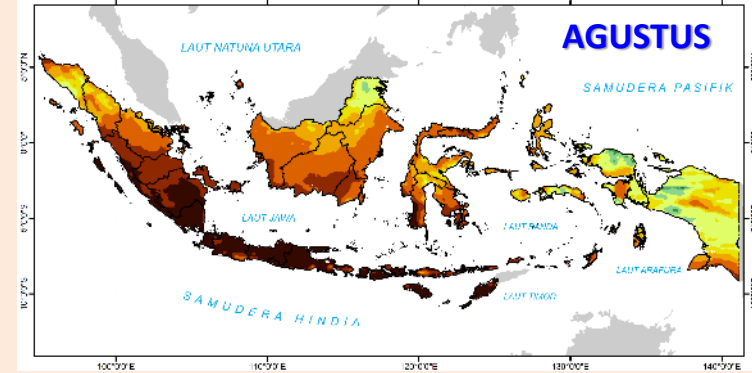 AGUSTUS
LAUT NATUNA UTARA
SAMUDERA PASIFIK
LAUT JAWA
LAUT BANDA
LAUT ARAFURA
SAMUDERA HINDIA
LAUT TIMOR
100°0'0"E 110°0'0"E 120°0'0"E 130°0'0"E 140°0'0"E